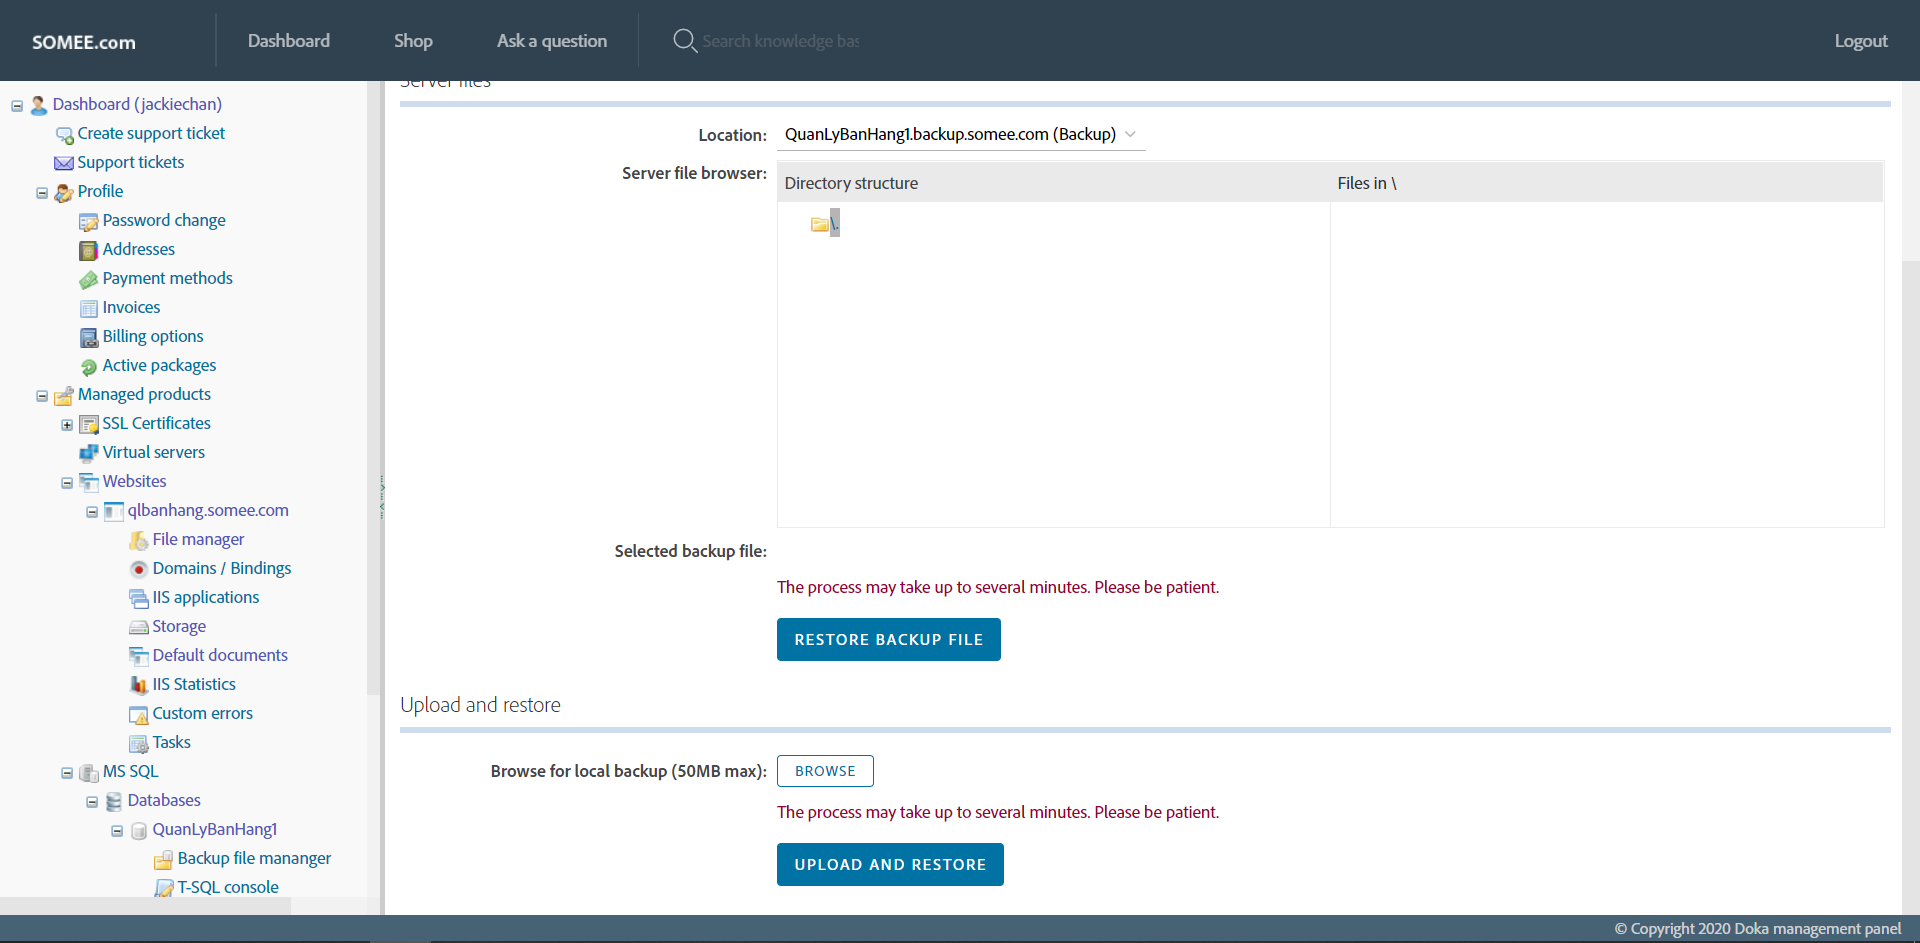 SOMEE.com
Dashboard
Shop
Ask a question
Search knowledge bas
Logout
Dashboard (jackiechan)
Create support ticket
Support tickets
Profile
Password change
Addresses
Payment methods
Invoices
Billing options
Active packages
Managed products
SSL Certificates
Virtual servers
Websites
qlbanhang.somee.com
File manager
Domains / Bindings
IIS applications
Storage
Default documents
IIS Statistics
Custom errors
Tasks
MS SQL
Databases
QuanLyBanHang1
Backup file mananger
T-SQL console
Server files
Location: QuanLyBanHang1.backup.somee.com (Backup)
Server file browser:
Directory structure
Files in \
\.
Selected backup file:
The process may take up to several minutes. Please be patient.
RESTORE BACKUP FILE
Upload and restore
Browse for local backup (50MB max): BROWSE
The process may take up to several minutes. Please be patient.
UPLOAD AND RESTORE
© Copyright 2020 Doka management panel